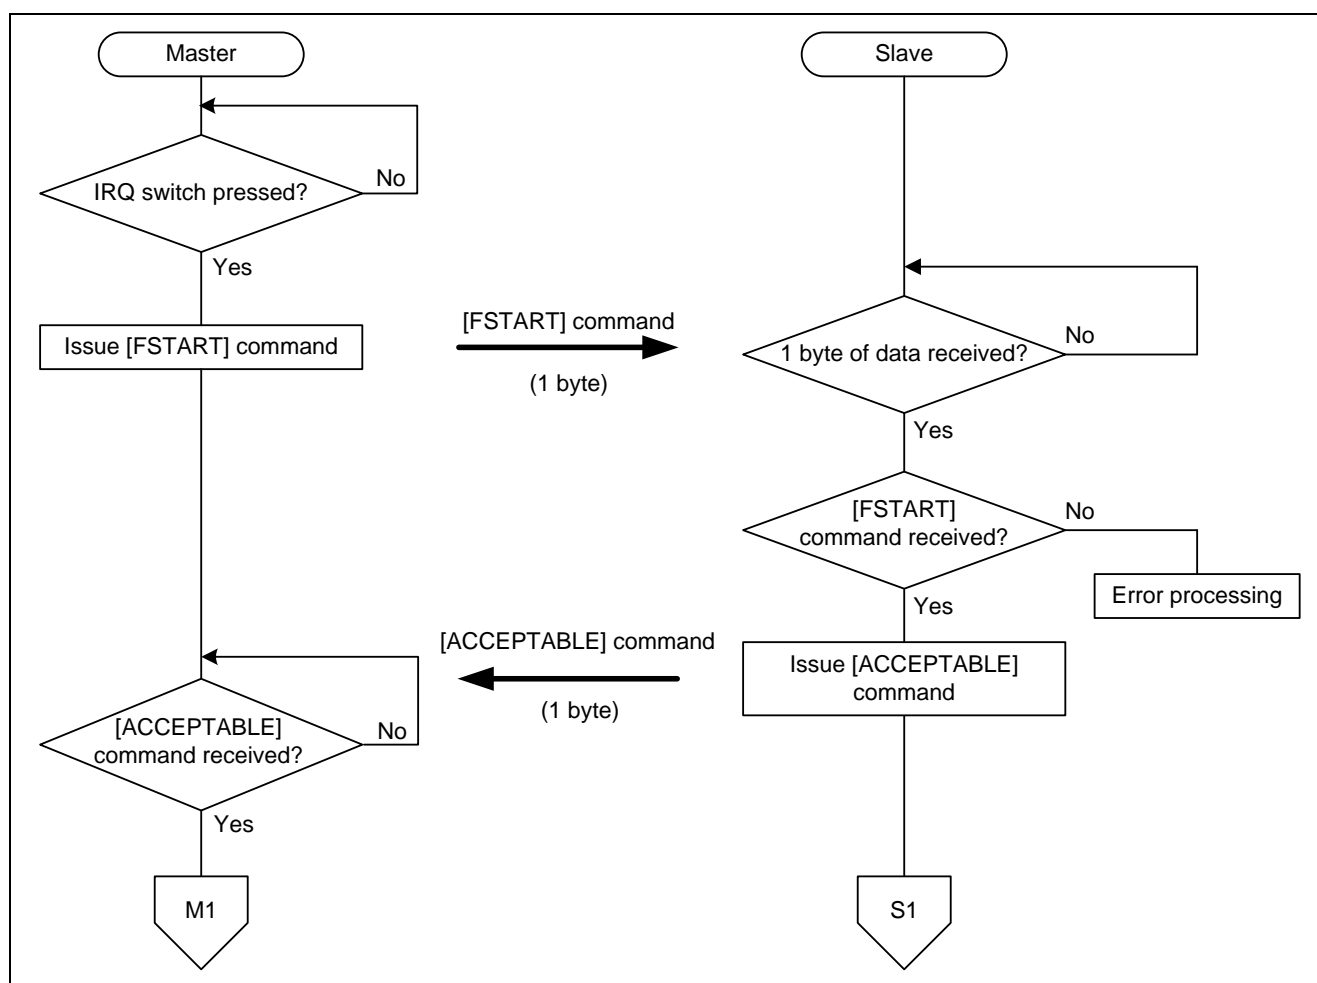 Master
Slave
IRQ switch pressed?
No
Yes
Issue [FSTART] command
[FSTART] command
(1 byte)
1 byte of data received?
No
Yes
[FSTART]
command received?
No
Error processing
Yes
Issue [ACCEPTABLE]
command
[ACCEPTABLE] command
(1 byte)
[ACCEPTABLE]
command received?
No
Yes
M1
S1